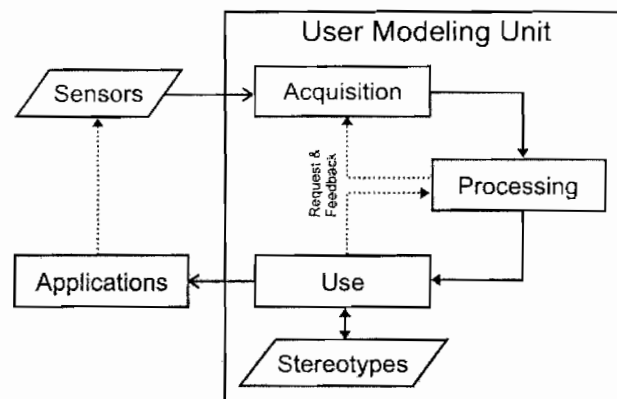 User Modeling Unit
Sensors
Acquisition
Request &
Feedback
Processing
Applications
Use
Stereotypes